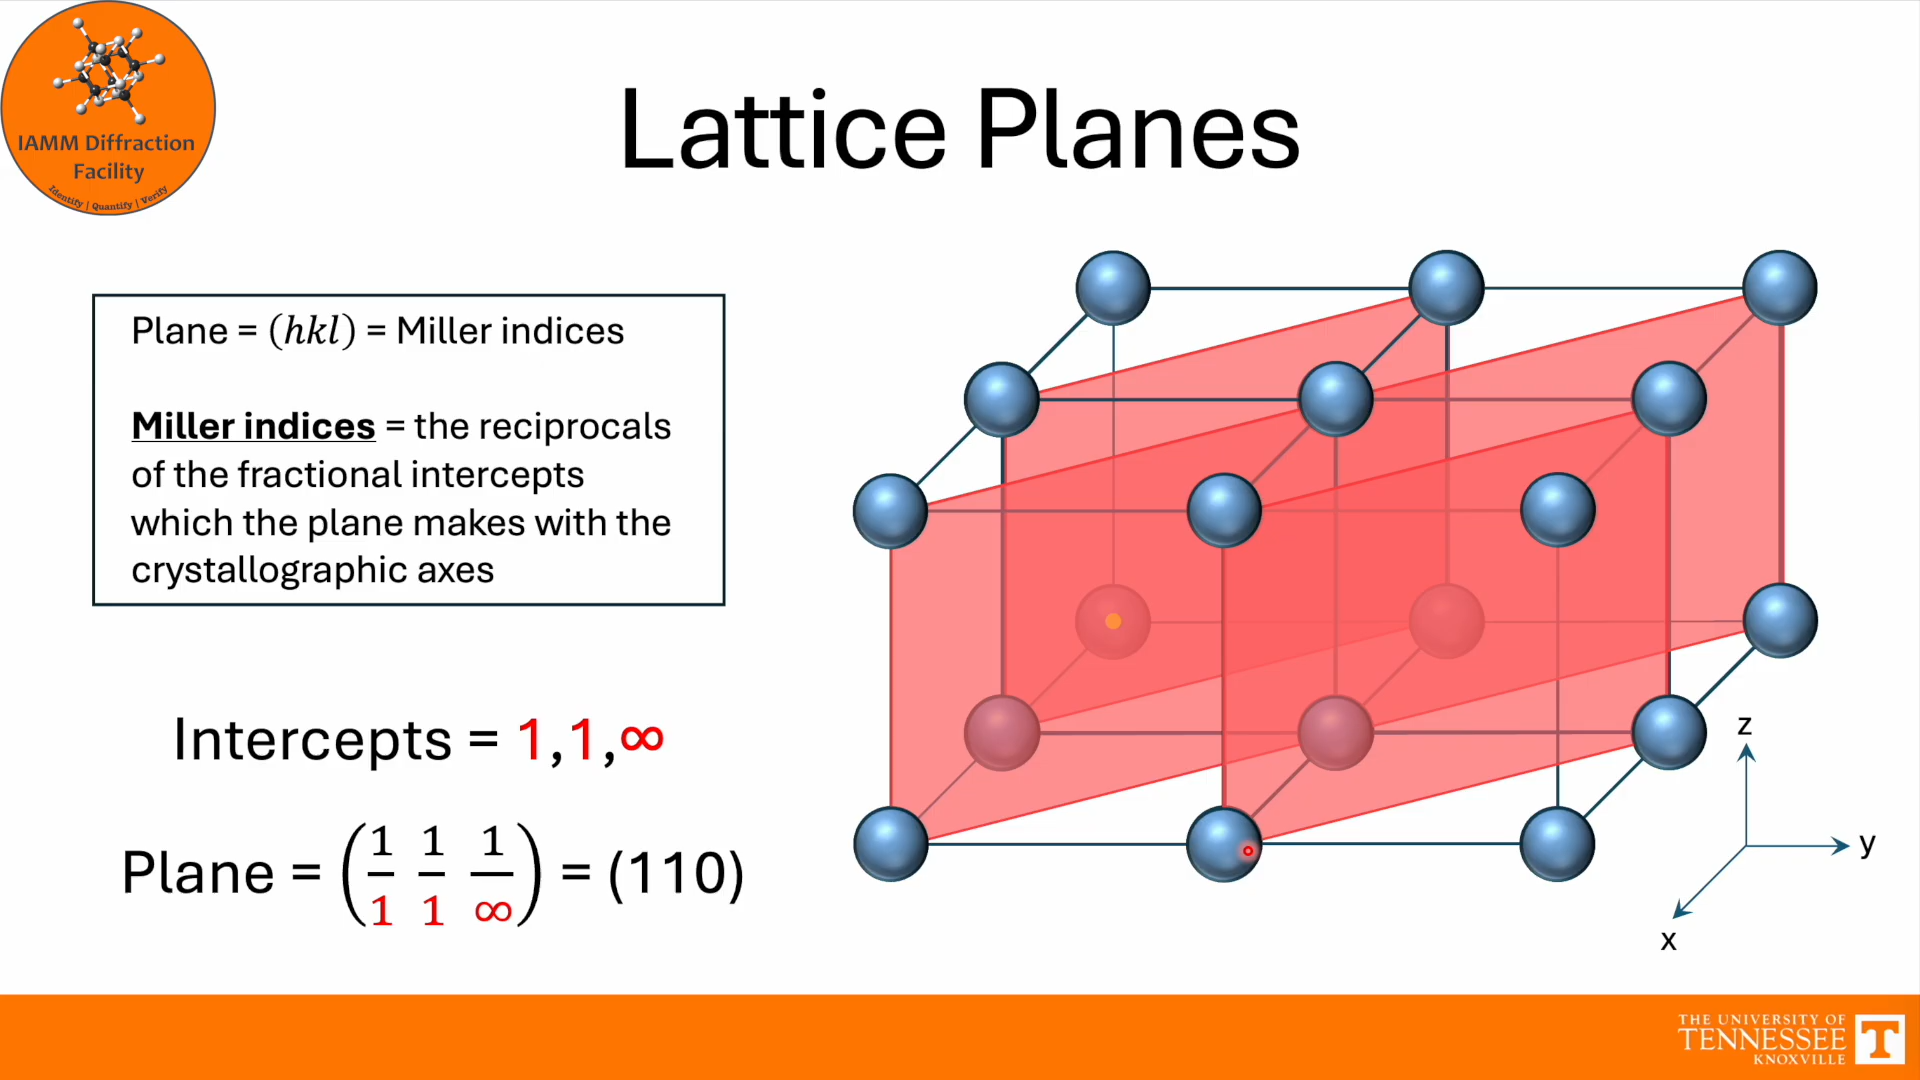 IAMM Diffraction
Facility
Identify | Quantify | Verify
Lattice Planes
Plane = (ℎ𝑘𝑙) = Miller indices
Miller indices = the reciprocals
of the fractional intercepts
which the plane makes with the
crystallographic axes
Intercepts = 1,1,∞
Plane = (1/1 1/1 1/∞) = (110)
z
y
x
THE UNIVERSITY OF
TENNESSEE
KNOXVILLE
T